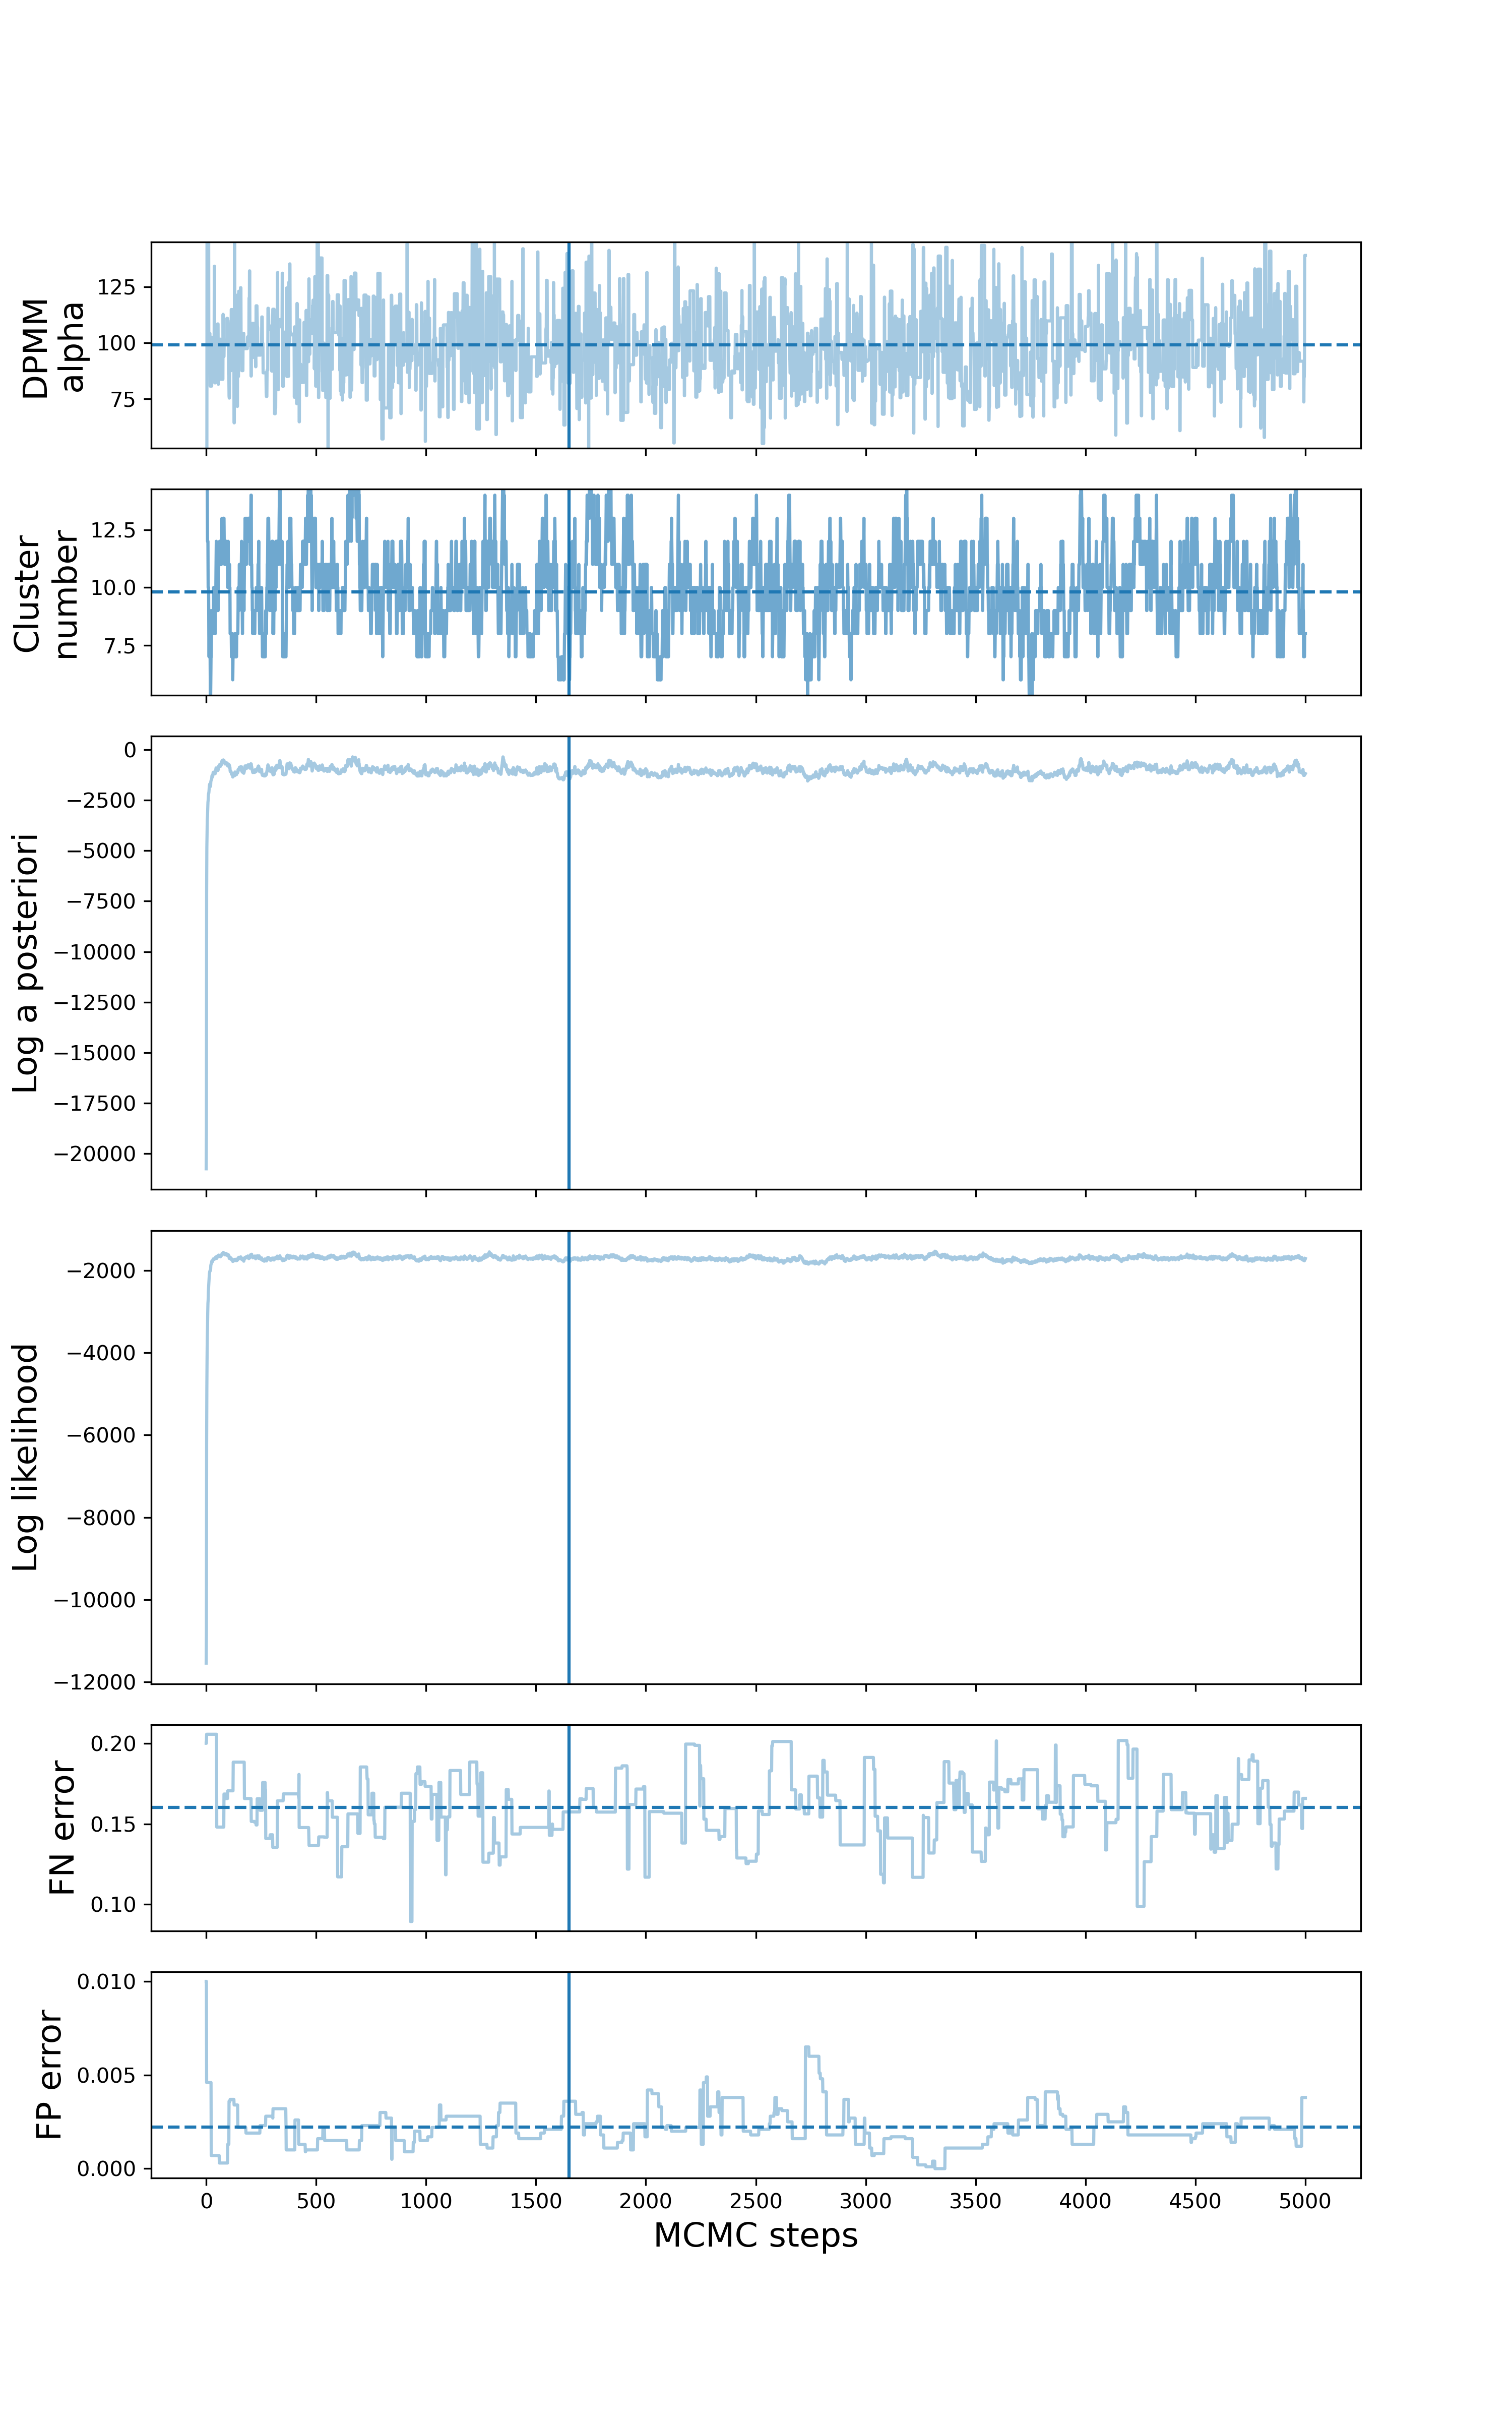 DPMM
alpha
125
100
75
Cluster
number
12.5
10.0
7.5
Log a posteriori
0
−2500
−5000
−7500
−10000
−12500
−15000
−17500
−20000
Log likelihood
−2000
−4000
−6000
−8000
−10000
−12000
FN error
0.20
0.15
0.10
FP error
0.010
0.005
0.000
0 500 1000 1500 2000 2500 3000 3500 4000 4500 5000
MCMC steps